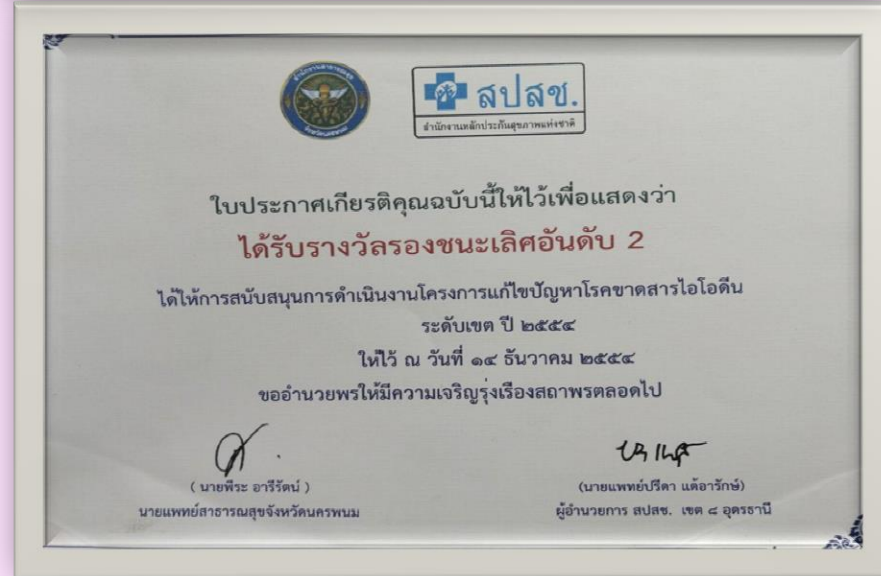 สปสช.
สำนักงานหลักประกันสุขภาพแห่งชาติ
ใบประกาศเกียรติคุณฉบับนี้ให้ไว้เพื่อแสดงว่า
ได้รับรางวัลรองชนะเลิศอันดับ 2
ได้ให้การสนับสนุนการดำเนินงานโครงการแก้ไขปัญหาโรคขาดสารไอโอดีน
ระดับเขต ปี ๒๕๕๔
ให้ไว้ ณ วันที่ ๑๔ ธันวาคม ๒๕๕๔
ขออำนวยพรให้มีความเจริญรุ่งเรืองสถาพรตลอดไป
( นายพีระ อารีรัตน์ )
นายแพทย์สาธารณสุขจังหวัดนครพนม
(นายแพทย์ปรีดา แต้อารักษ์)
ผู้อำนวยการ สปสช. เขต ๘ อุดรธานี